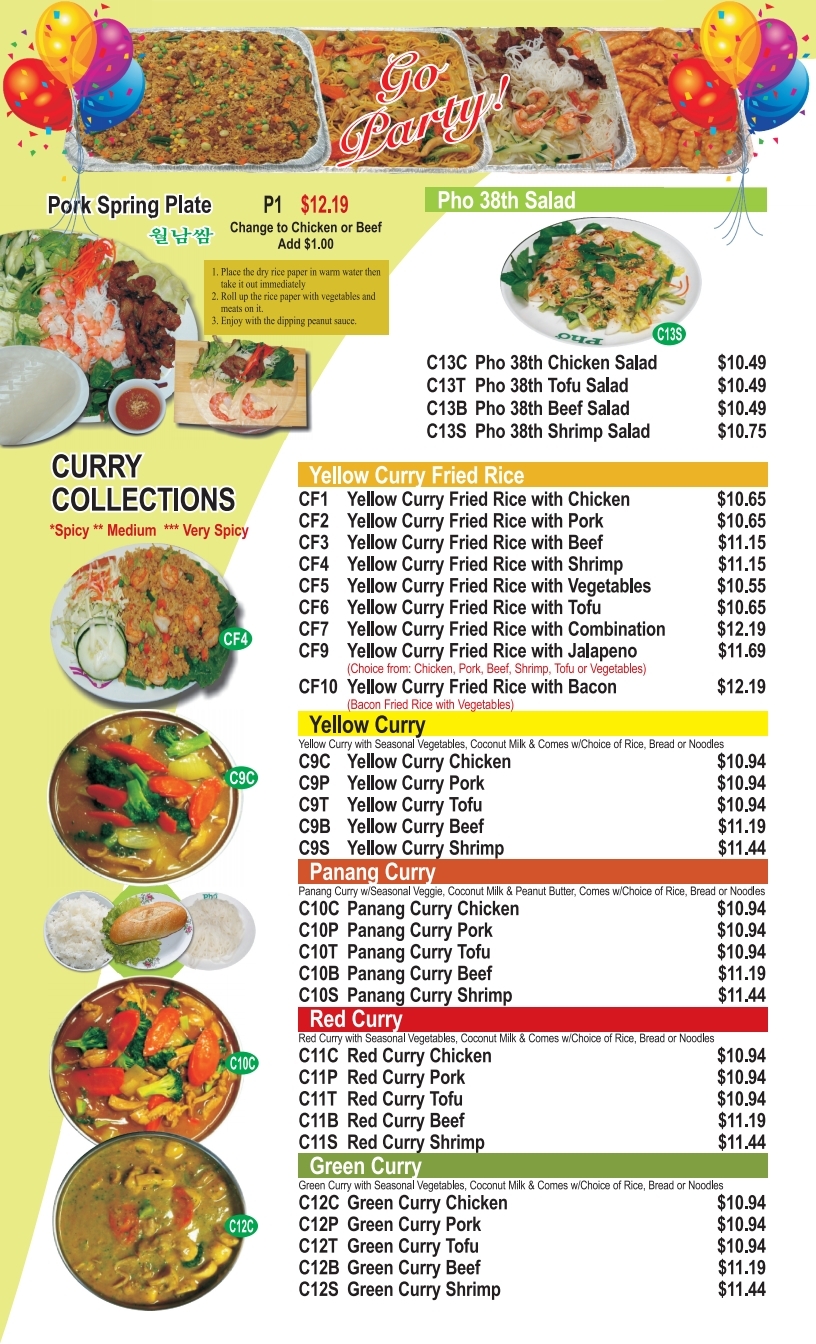 Go
Party!
Pork Spring Plate P1 $12.19
월남쌈
Change to Chicken or Beef
Add $1.00
1. Place the dry rice paper in warm water then
take it out immediately
2. Roll up the rice paper with vegetables and
meats on it.
3. Enjoy with the dipping peanut sauce.
Pho 38th Salad
Pho
C13S
C13C Pho 38th Chicken Salad $10.49
C13T Pho 38th Tofu Salad $10.49
C13B Pho 38th Beef Salad $10.49
C13S Pho 38th Shrimp Salad $10.75
CURRY
COLLECTIONS
*Spicy ** Medium *** Very Spicy
CF4
C9C
Pho
C10C
C12C
Yellow Curry Fried Rice
CF1 Yellow Curry Fried Rice with Chicken $10.65
CF2 Yellow Curry Fried Rice with Pork $10.65
CF3 Yellow Curry Fried Rice with Beef $11.15
CF4 Yellow Curry Fried Rice with Shrimp $11.15
CF5 Yellow Curry Fried Rice with Vegetables $10.55
CF6 Yellow Curry Fried Rice with Tofu $10.65
CF7 Yellow Curry Fried Rice with Combination $12.19
CF9 Yellow Curry Fried Rice with Jalapeno $11.69
(Choice from: Chicken, Pork, Beef, Shrimp, Tofu or Vegetables)
CF10 Yellow Curry Fried Rice with Bacon $12.19
(Bacon Fried Rice with Vegetables)
Yellow Curry
Yellow Curry with Seasonal Vegetables, Coconut Milk & Comes w/Choice of Rice, Bread or Noodles
C9C Yellow Curry Chicken $10.94
C9P Yellow Curry Pork $10.94
C9T Yellow Curry Tofu $10.94
C9B Yellow Curry Beef $11.19
C9S Yellow Curry Shrimp $11.44
Panang Curry
Panang Curry w/Seasonal Veggie, Coconut Milk & Peanut Butter, Comes w/Choice of Rice, Bread or Noodles
C10C Panang Curry Chicken $10.94
C10P Panang Curry Pork $10.94
C10T Panang Curry Tofu $10.94
C10B Panang Curry Beef $11.19
C10S Panang Curry Shrimp $11.44
Red Curry
Red Curry with Seasonal Vegetables, Coconut Milk & Comes w/Choice of Rice, Bread or Noodles
C11C Red Curry Chicken $10.94
C11P Red Curry Pork $10.94
C11T Red Curry Tofu $10.94
C11B Red Curry Beef $11.19
C11S Red Curry Shrimp $11.44
Green Curry
Green Curry with Seasonal Vegetables, Coconut Milk & Comes w/Choice of Rice, Bread or Noodles
C12C Green Curry Chicken $10.94
C12P Green Curry Pork $10.94
C12T Green Curry Tofu $10.94
C12B Green Curry Beef $11.19
C12S Green Curry Shrimp $11.44